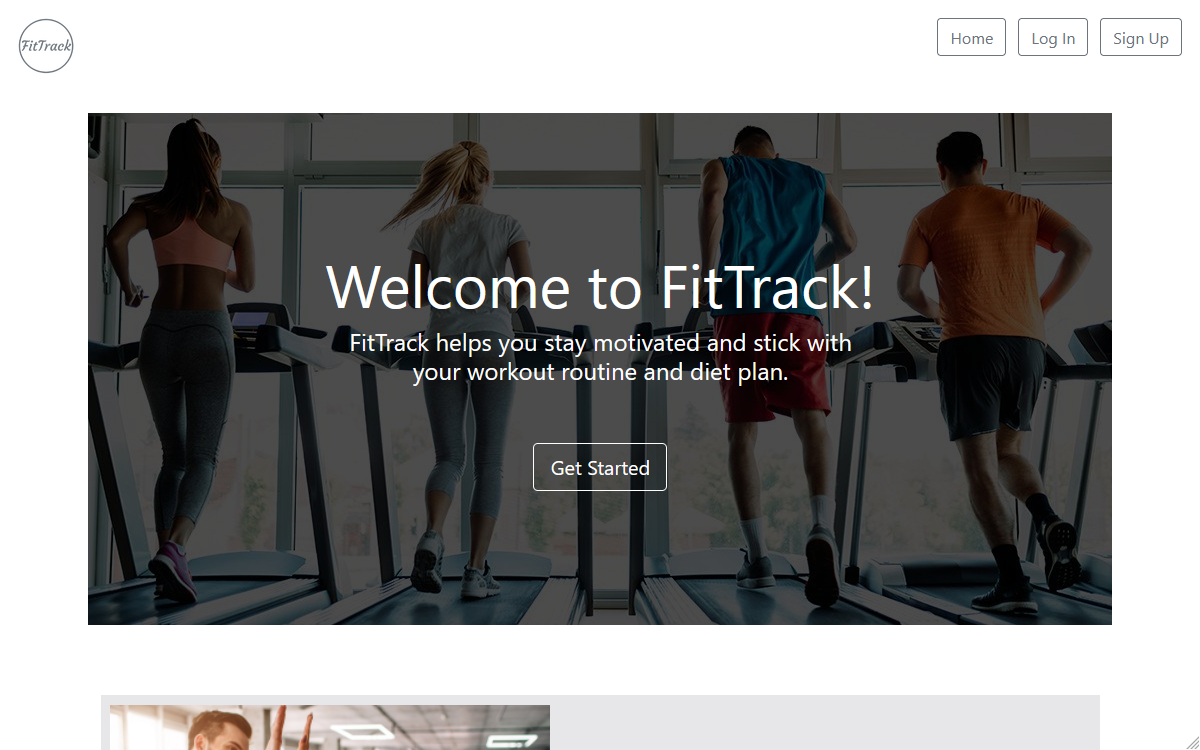 FitTrack
Home
Log In
Sign Up
Welcome to FitTrack!
FitTrack helps you stay motivated and stick with
your workout routine and diet plan.
Get Started